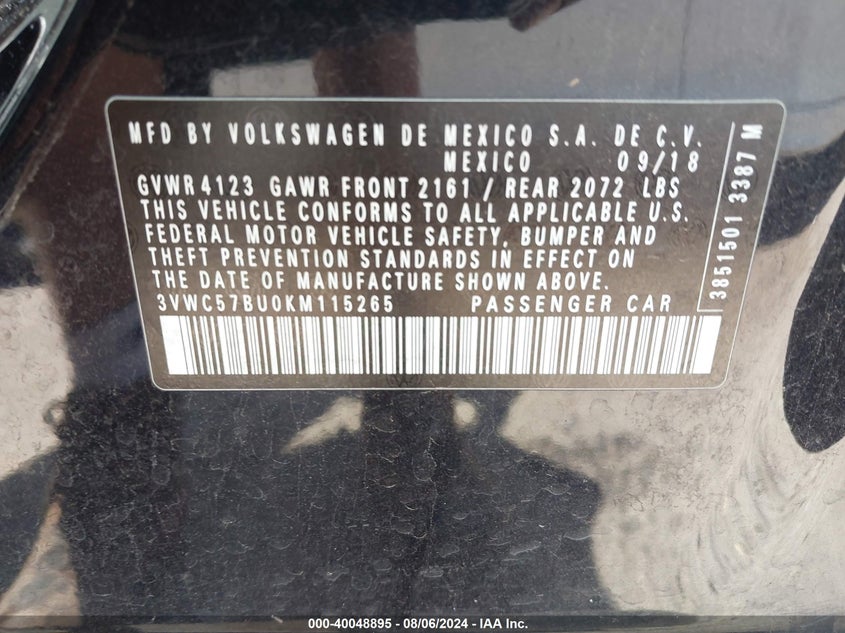 MFD BY VOLKSWAGEN DE MEXICO S.A. DE C.V.
MEXICO 09/18
GVWR 4123 GAWR FRONT 2161 / REAR 2072 LBS
THIS VEHICLE CONFORMS TO ALL APPLICABLE U.S.
FEDERAL MOTOR VEHICLE SAFETY, BUMPER AND
THEFT PREVENTION STANDARDS IN EFFECT ON
THE DATE OF MANUFACTURE SHOWN ABOVE.
3VWC57BU0KM115265 PASSENGER CAR
3851501 3387 M
000-40048895 - 08/06/2024 - IAA Inc.